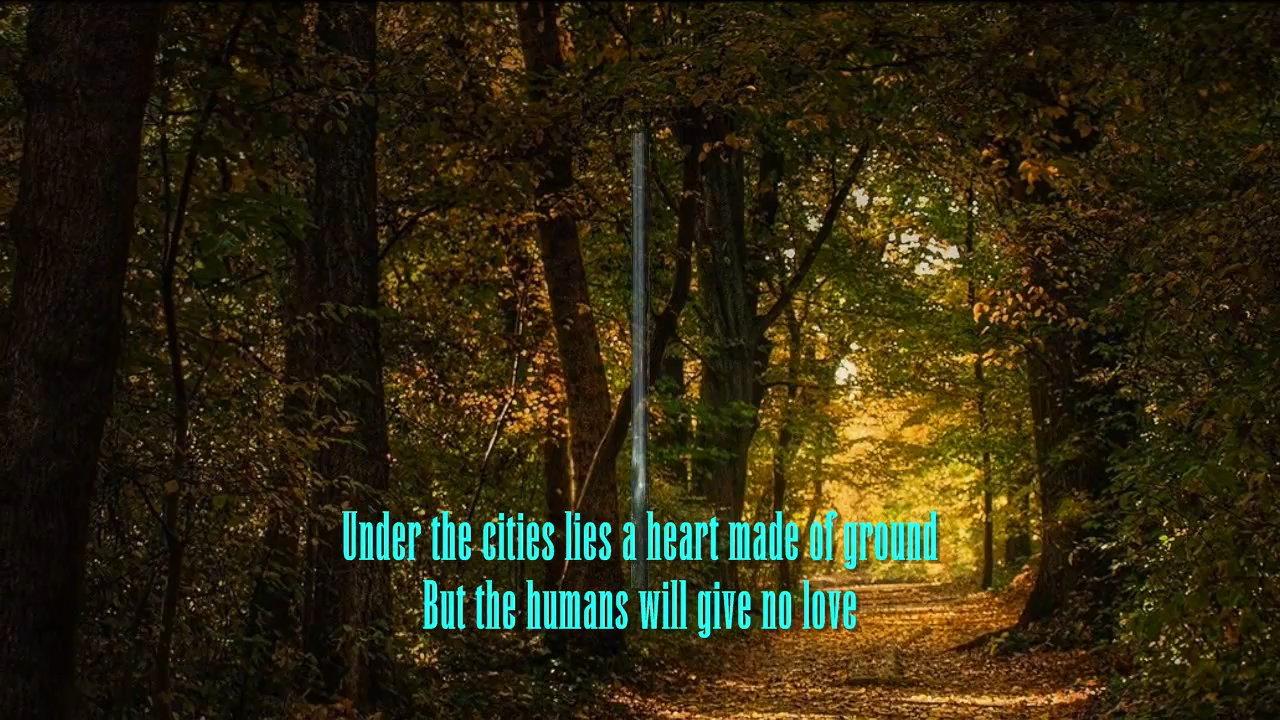 Under the cities lies a heart made of ground
But the humans will give no love